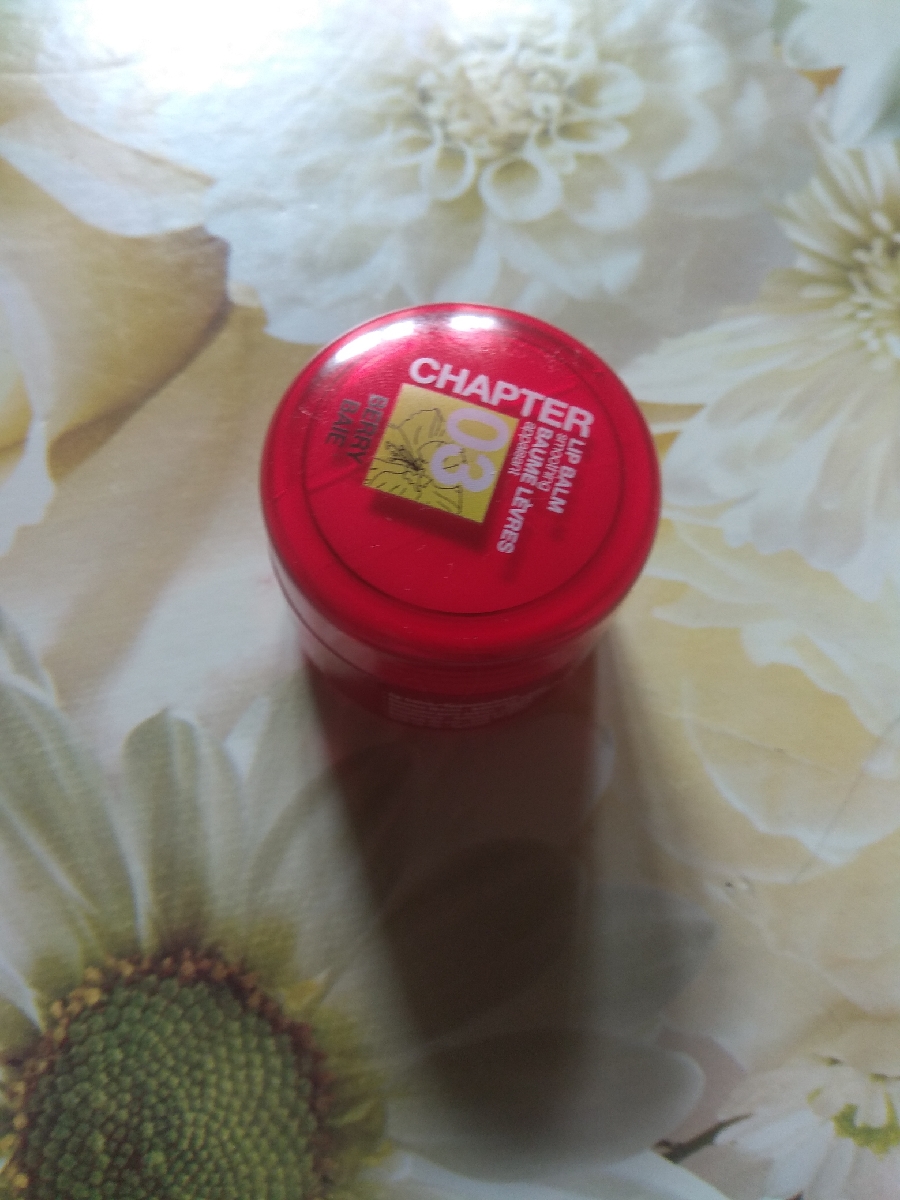 CHAPTER
03
LIP BALM
smoothing
BAUME LÈVRES
apaisant
BERRY
BAIE